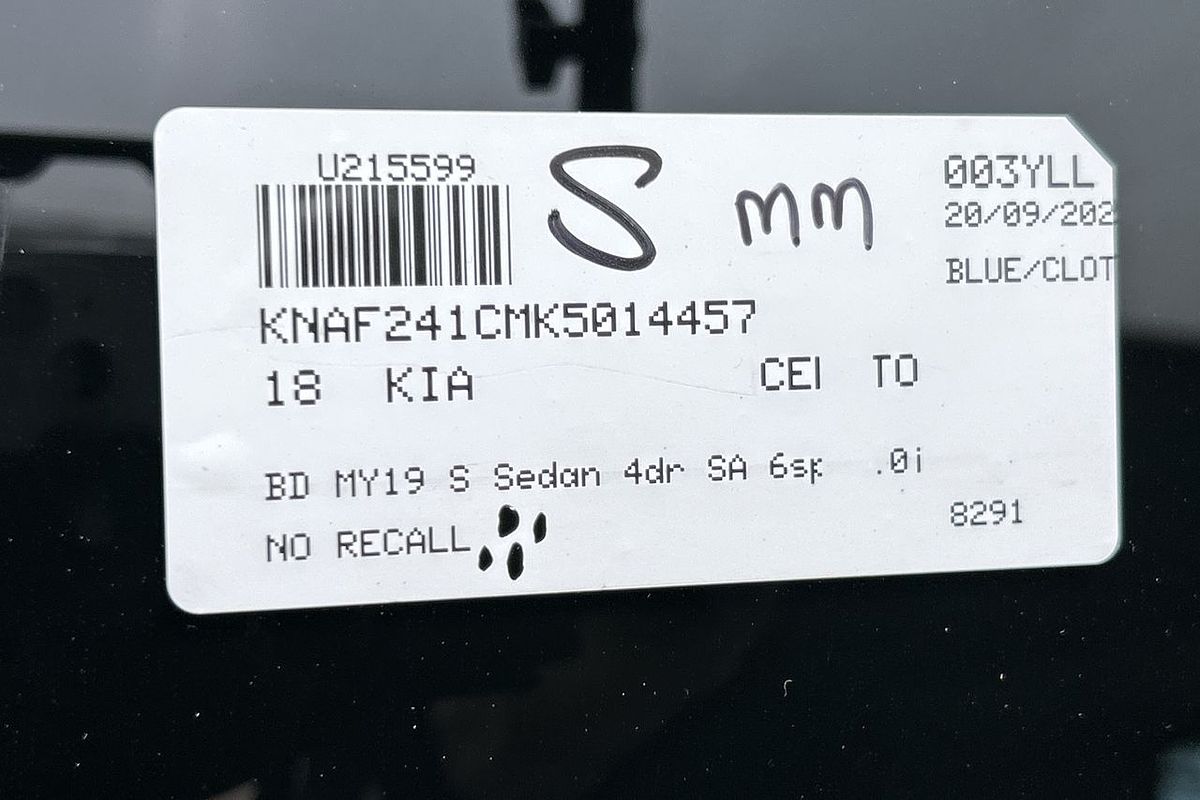 U215599
S mm
003YLL
20/09/202
BLUE/CLOT
KNAF241CMK5014457
18 KIA CEI TO
BD MY19 S Sedan 4dr SA 6sp .0i
8291
NO RECALL